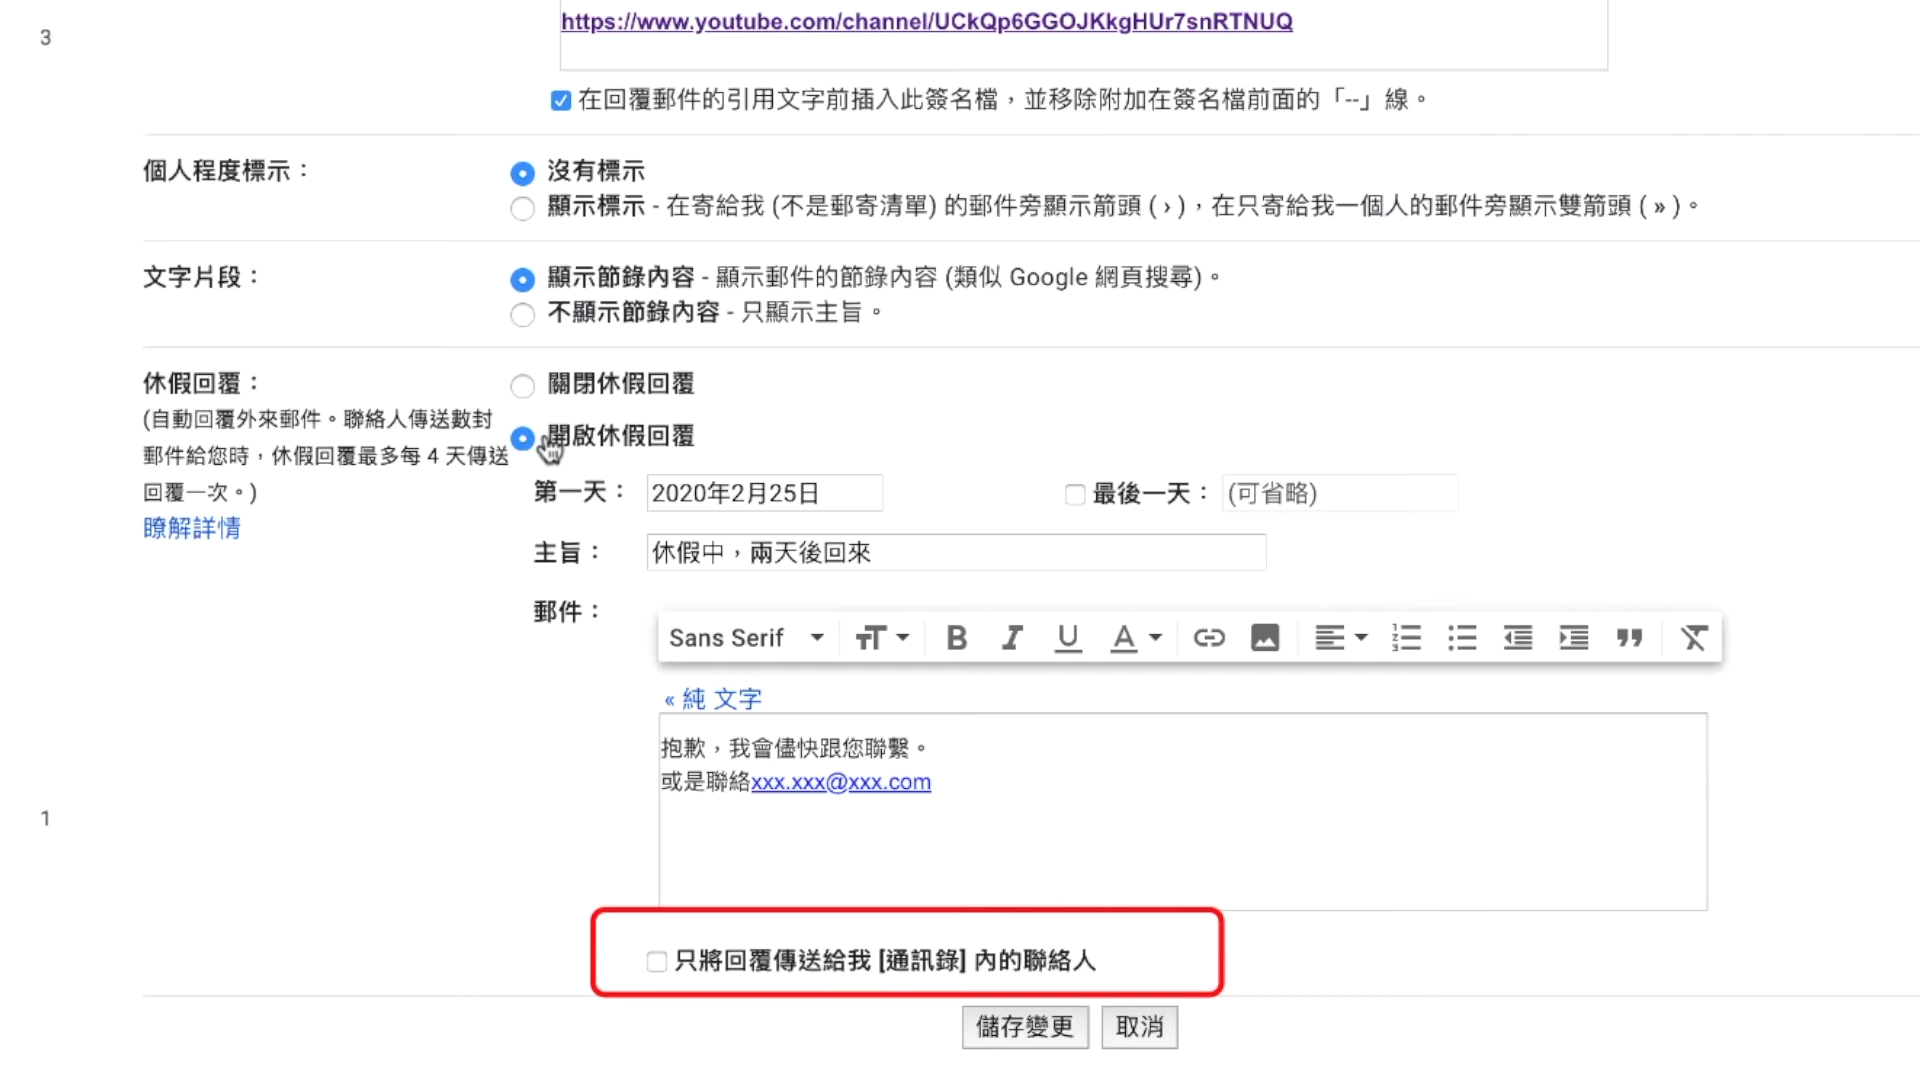 https://www.youtube.com/channel/UCkQp6GGOJKkgHUr7snRTNUQ
3
在回覆郵件的引用文字前插入此簽名檔，並移除附加在簽名檔前面的「--」線。
個人程度標示：
沒有標示
顯示標示 - 在寄給我 (不是郵寄清單) 的郵件旁顯示箭頭 ( › )，在只寄給我一個人的郵件旁顯示雙箭頭 ( » )。
文字片段：
顯示節錄內容 - 顯示郵件的節錄內容 (類似 Google 網頁搜尋)。
不顯示節錄內容 - 只顯示主旨。
休假回覆：
(自動回覆外來郵件。聯絡人傳送數封
郵件給您時，休假回覆最多每 4 天傳送
回覆一次。)
瞭解詳情
關閉休假回覆
開啟休假回覆
第一天： 2020年2月25日 最後一天： (可省略)
主旨： 休假中，兩天後回來
郵件：
Sans Serif
« 純 文字
抱歉，我會儘快跟您聯繫。
或是聯絡xxx.xxx@xxx.com
1
只將回覆傳送給我 [通訊錄] 內的聯絡人
儲存變更 取消